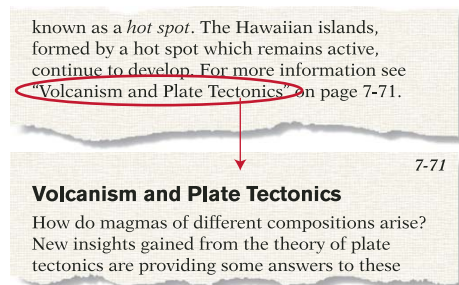 known as a hot spot. The Hawaiian islands,
formed by a hot spot which remains active,
continue to develop. For more information see
“Volcanism and Plate Tectonics” on page 7-71.
7-71
Volcanism and Plate Tectonics
How do magmas of different compositions arise?
New insights gained from the theory of plate
tectonics are providing some answers to these